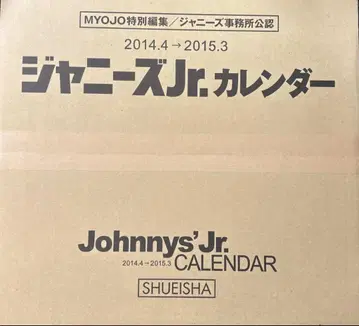 MYOJO特別編集／ジャニーズ事務所公認
2014.4→2015.3
ジャニーズJr.カレンダー
Johnnys'Jr.
2014.4→2015.3 CALENDAR
SHUEISHA